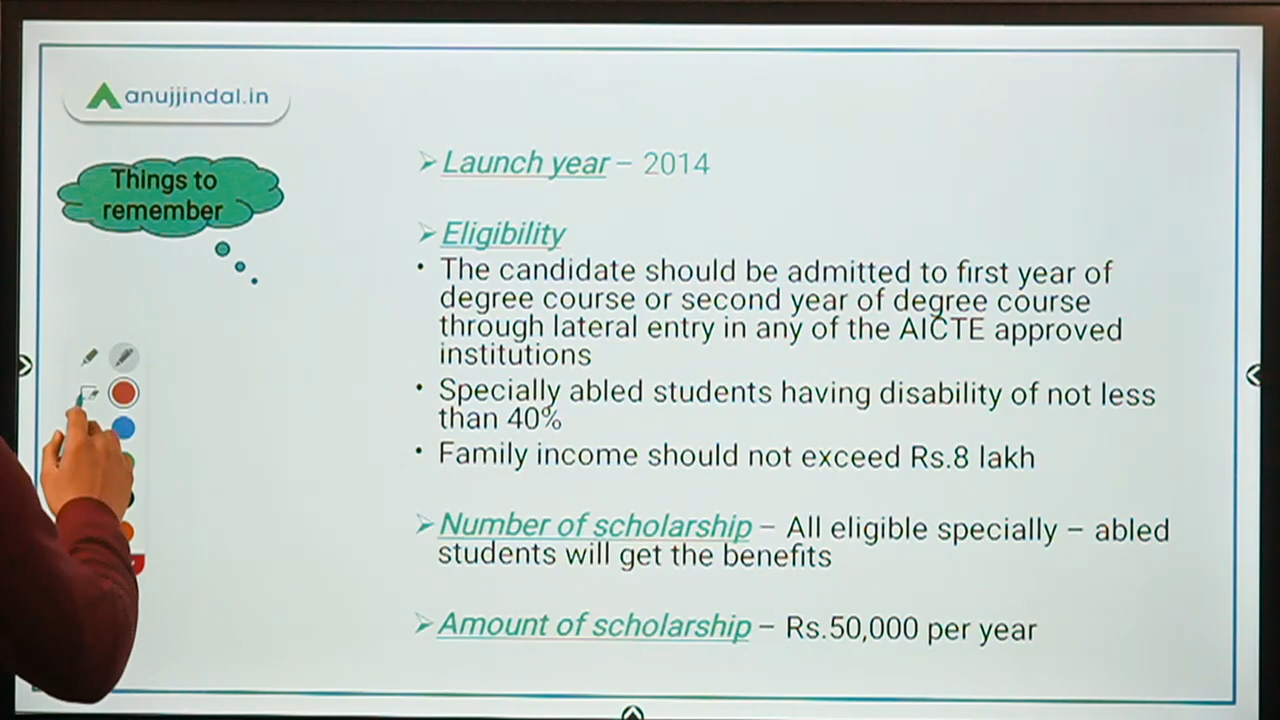 anujjindal.in
Things to
remember
➢ Launch year – 2014
➢ Eligibility
• The candidate should be admitted to first year of
degree course or second year of degree course
through lateral entry in any of the AICTE approved
institutions
• Specially abled students having disability of not less
than 40%
• Family income should not exceed Rs.8 lakh
➢ Number of scholarship – All eligible specially – abled
students will get the benefits
➢ Amount of scholarship – Rs.50,000 per year